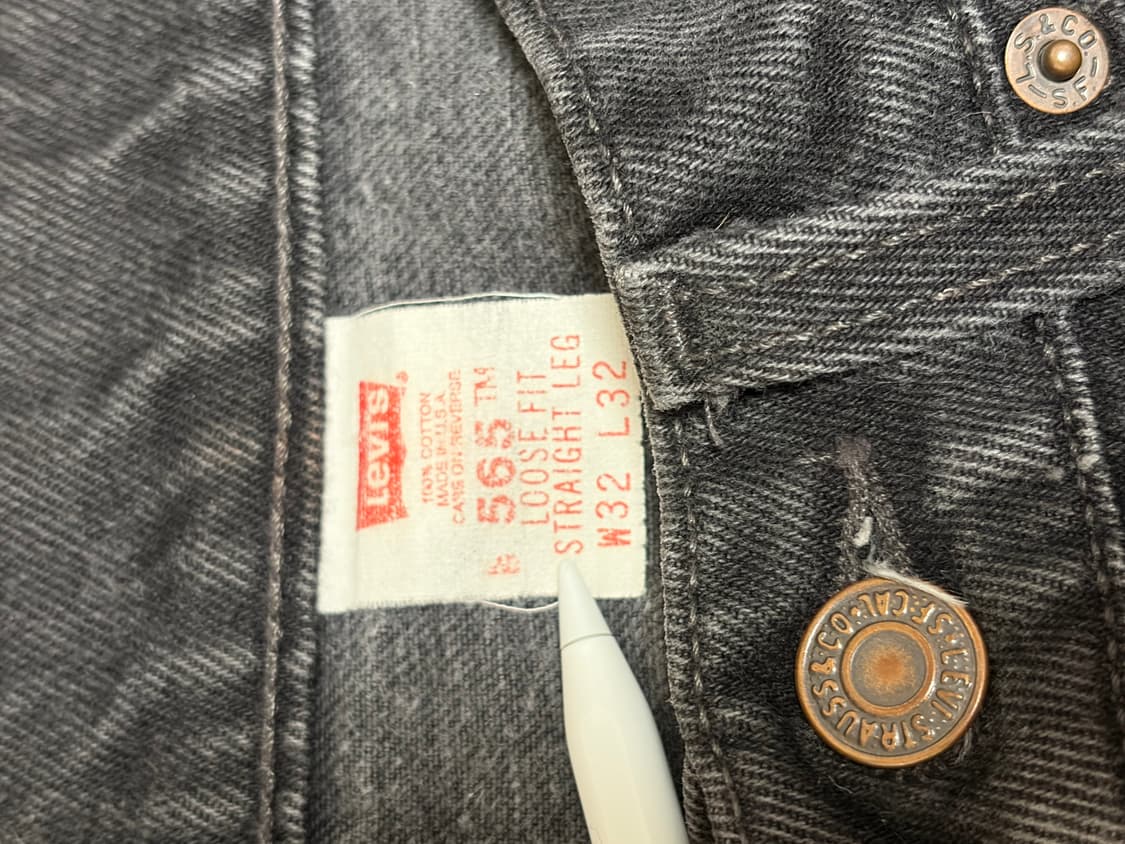 Levi's®
100% COTTON
MADE IN U.S.A.
CARE ON REVERSE
565 TM
LOOSE FIT
STRAIGHT LEG
W32 L32
L.S.&CO.–S.F.–
LEVI STRAUSS & CO. S.F. CAL.